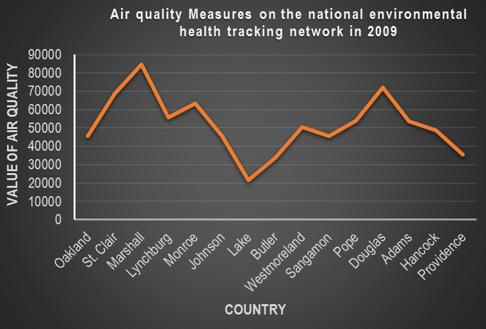 Air quality Measures on the national environmental
health tracking network in 2009
VALUE OF AIR QUALITY
90000
80000
70000
60000
50000
40000
30000
20000
10000
0
Oakland
St. Clair
Marshall
Lynchburg
Monroe
Johnson
Lake
Butler
Westmoreland
Sangamon
Pope
Douglas
Adams
Hancock
Providence
COUNTRY